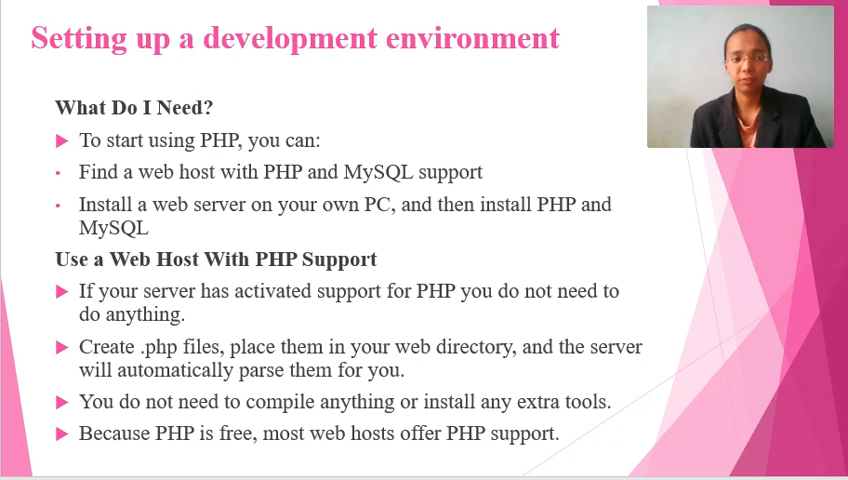 Setting up a development environment
What Do I Need?
To start using PHP, you can:
Find a web host with PHP and MySQL support
Install a web server on your own PC, and then install PHP and
MySQL
Use a Web Host With PHP Support
If your server has activated support for PHP you do not need to
do anything.
Create .php files, place them in your web directory, and the server
will automatically parse them for you.
You do not need to compile anything or install any extra tools.
Because PHP is free, most web hosts offer PHP support.